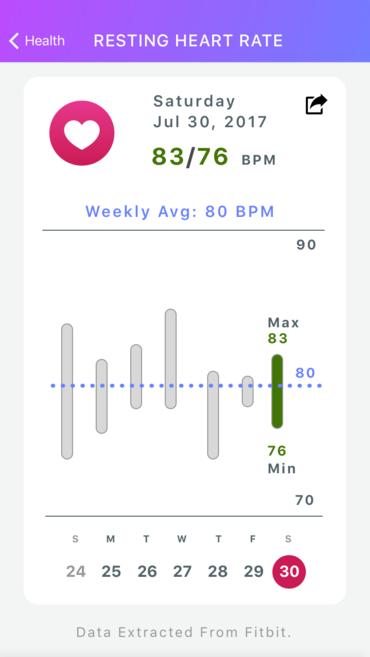 Health
RESTING HEART RATE
Saturday
Jul 30, 2017
83/76 BPM
Weekly Avg: 80 BPM
90
Max
83
80
76
Min
70
S M T W T F S
24 25 26 27 28 29 30
Data Extracted From Fitbit.